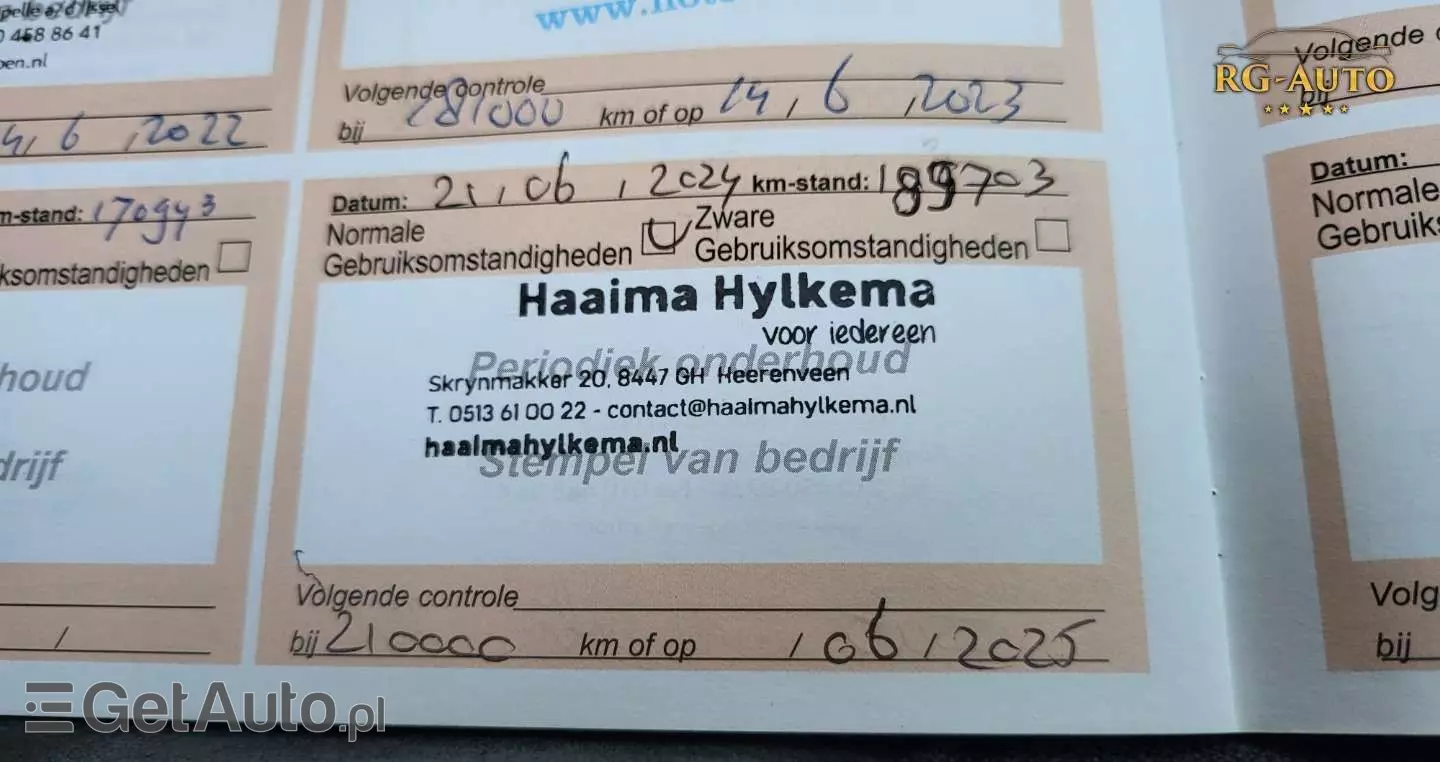 pelle a/d IJssel
458 86 41
oen.nl
4, 6, 2022
m-stand: 170943
ksomstandigheden
houd
drijf
/
www.
Volgende controle
bij 181000 km of op 14, 6, 2023
Datum: 21, 06, 2024 km-stand: 189703
Normale Gebruiksomstandigheden
Zware Gebruiksomstandigheden
Haaima Hylkema
voor iedereen
Periodiek onderhoud
Skrynmakker 20, 8447 GH Heerenveen
T. 0513 61 00 22 - contact@haaimahylkema.nl
haaimahylkema.nl
Stempel van bedrijf
Volgende controle
bij 210000 km of op / 06 / 2025
Volgende
bij
RG-AUTO
Datum:
Normale
Gebruiks
Volg
bij
GetAuto.pl